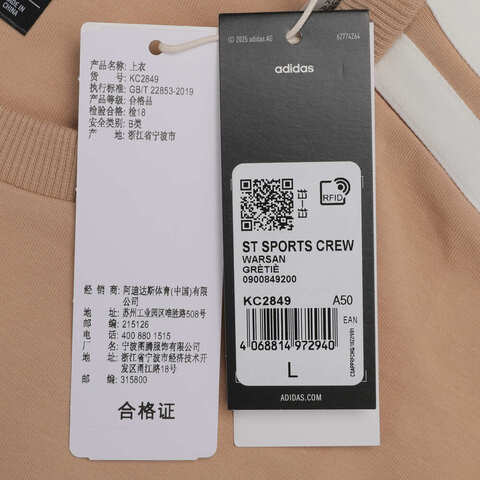 MADE IN
CHINA
产品名称: 上衣
货 号: KC2849
执行标准: GB/T 22853-2019
产品等级: 合格品
检验合格: 检18
安全类别: B类
产 地: 浙江省宁波市
经 销 商: 阿迪达斯体育(中国)有限公司
地址: 苏州工业园区唯胜路508号
邮编: 215126
电话: 400 880 1515
厂名: 宁波图腾服饰有限公司
地址: 浙江省宁波市经济技术开发区甬江路18号
邮编: 315800
合格证
© 2025 adidas AG
62774264
adidas
RFID
ST SPORTS CREW
WARSAN
GRÈTIÈ
0900849200
KC2849 A50
EAN
4 068814 972940
L
ADIDAS.COM